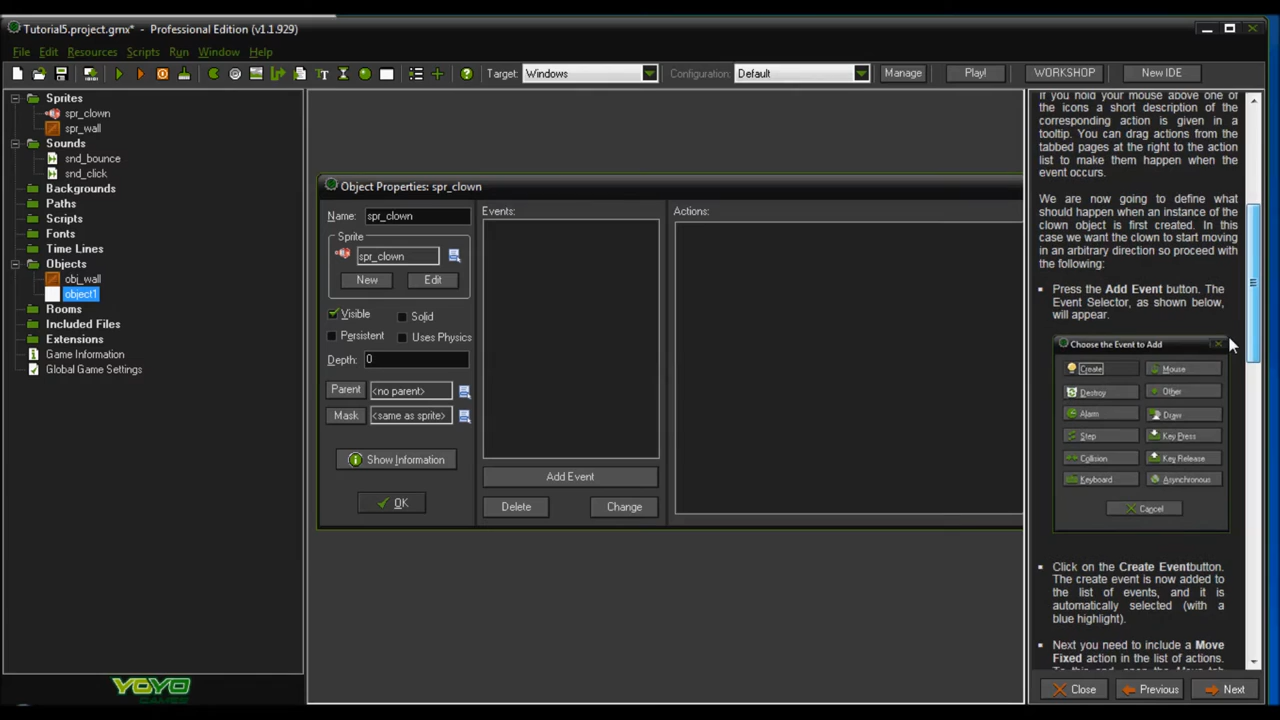 Tutorial5.project.gmx* - Professional Edition (v1.1.929)
File Edit Resources Scripts Run Window Help
Target: Windows Configuration: Default Manage Play! WORKSHOP New IDE
Sprites
spr_clown
spr_wall
Sounds
snd_bounce
snd_click
Backgrounds
Paths
Scripts
Fonts
Time Lines
Objects
obj_wall
object1
Rooms
Included Files
Extensions
Game Information
Global Game Settings
YOYO
GAMES
Object Properties: spr_clown
Name: spr_clown
Sprite
spr_clown
New Edit
Visible Solid
Persistent Uses Physics
Depth: 0
Parent <no parent>
Mask <same as sprite>
Show Information
OK
Events:
Add Event
Delete Change
Actions:
If you hold your mouse above one of
the icons a short description of the
corresponding action is given in a
tooltip. You can drag actions from the
tabbed pages at the right to the action
list to make them happen when the
event occurs.
We are now going to define what
should happen when an instance of the
clown object is first created. In this
case we want the clown to start moving
in an arbitrary direction so proceed with
the following:
Press the Add Event button. The
Event Selector, as shown below,
will appear.
Choose the Event to Add
Create Mouse
Destroy Other
Alarm Draw
Step Key Press
Collision Key Release
Keyboard Asynchronous
Cancel
Click on the Create Eventbutton.
The create event is now added to
the list of events, and it is
automatically selected (with a
blue highlight).
Next you need to include a Move
Fixed action in the list of actions.
To this end, open the Move tab
Close Previous Next